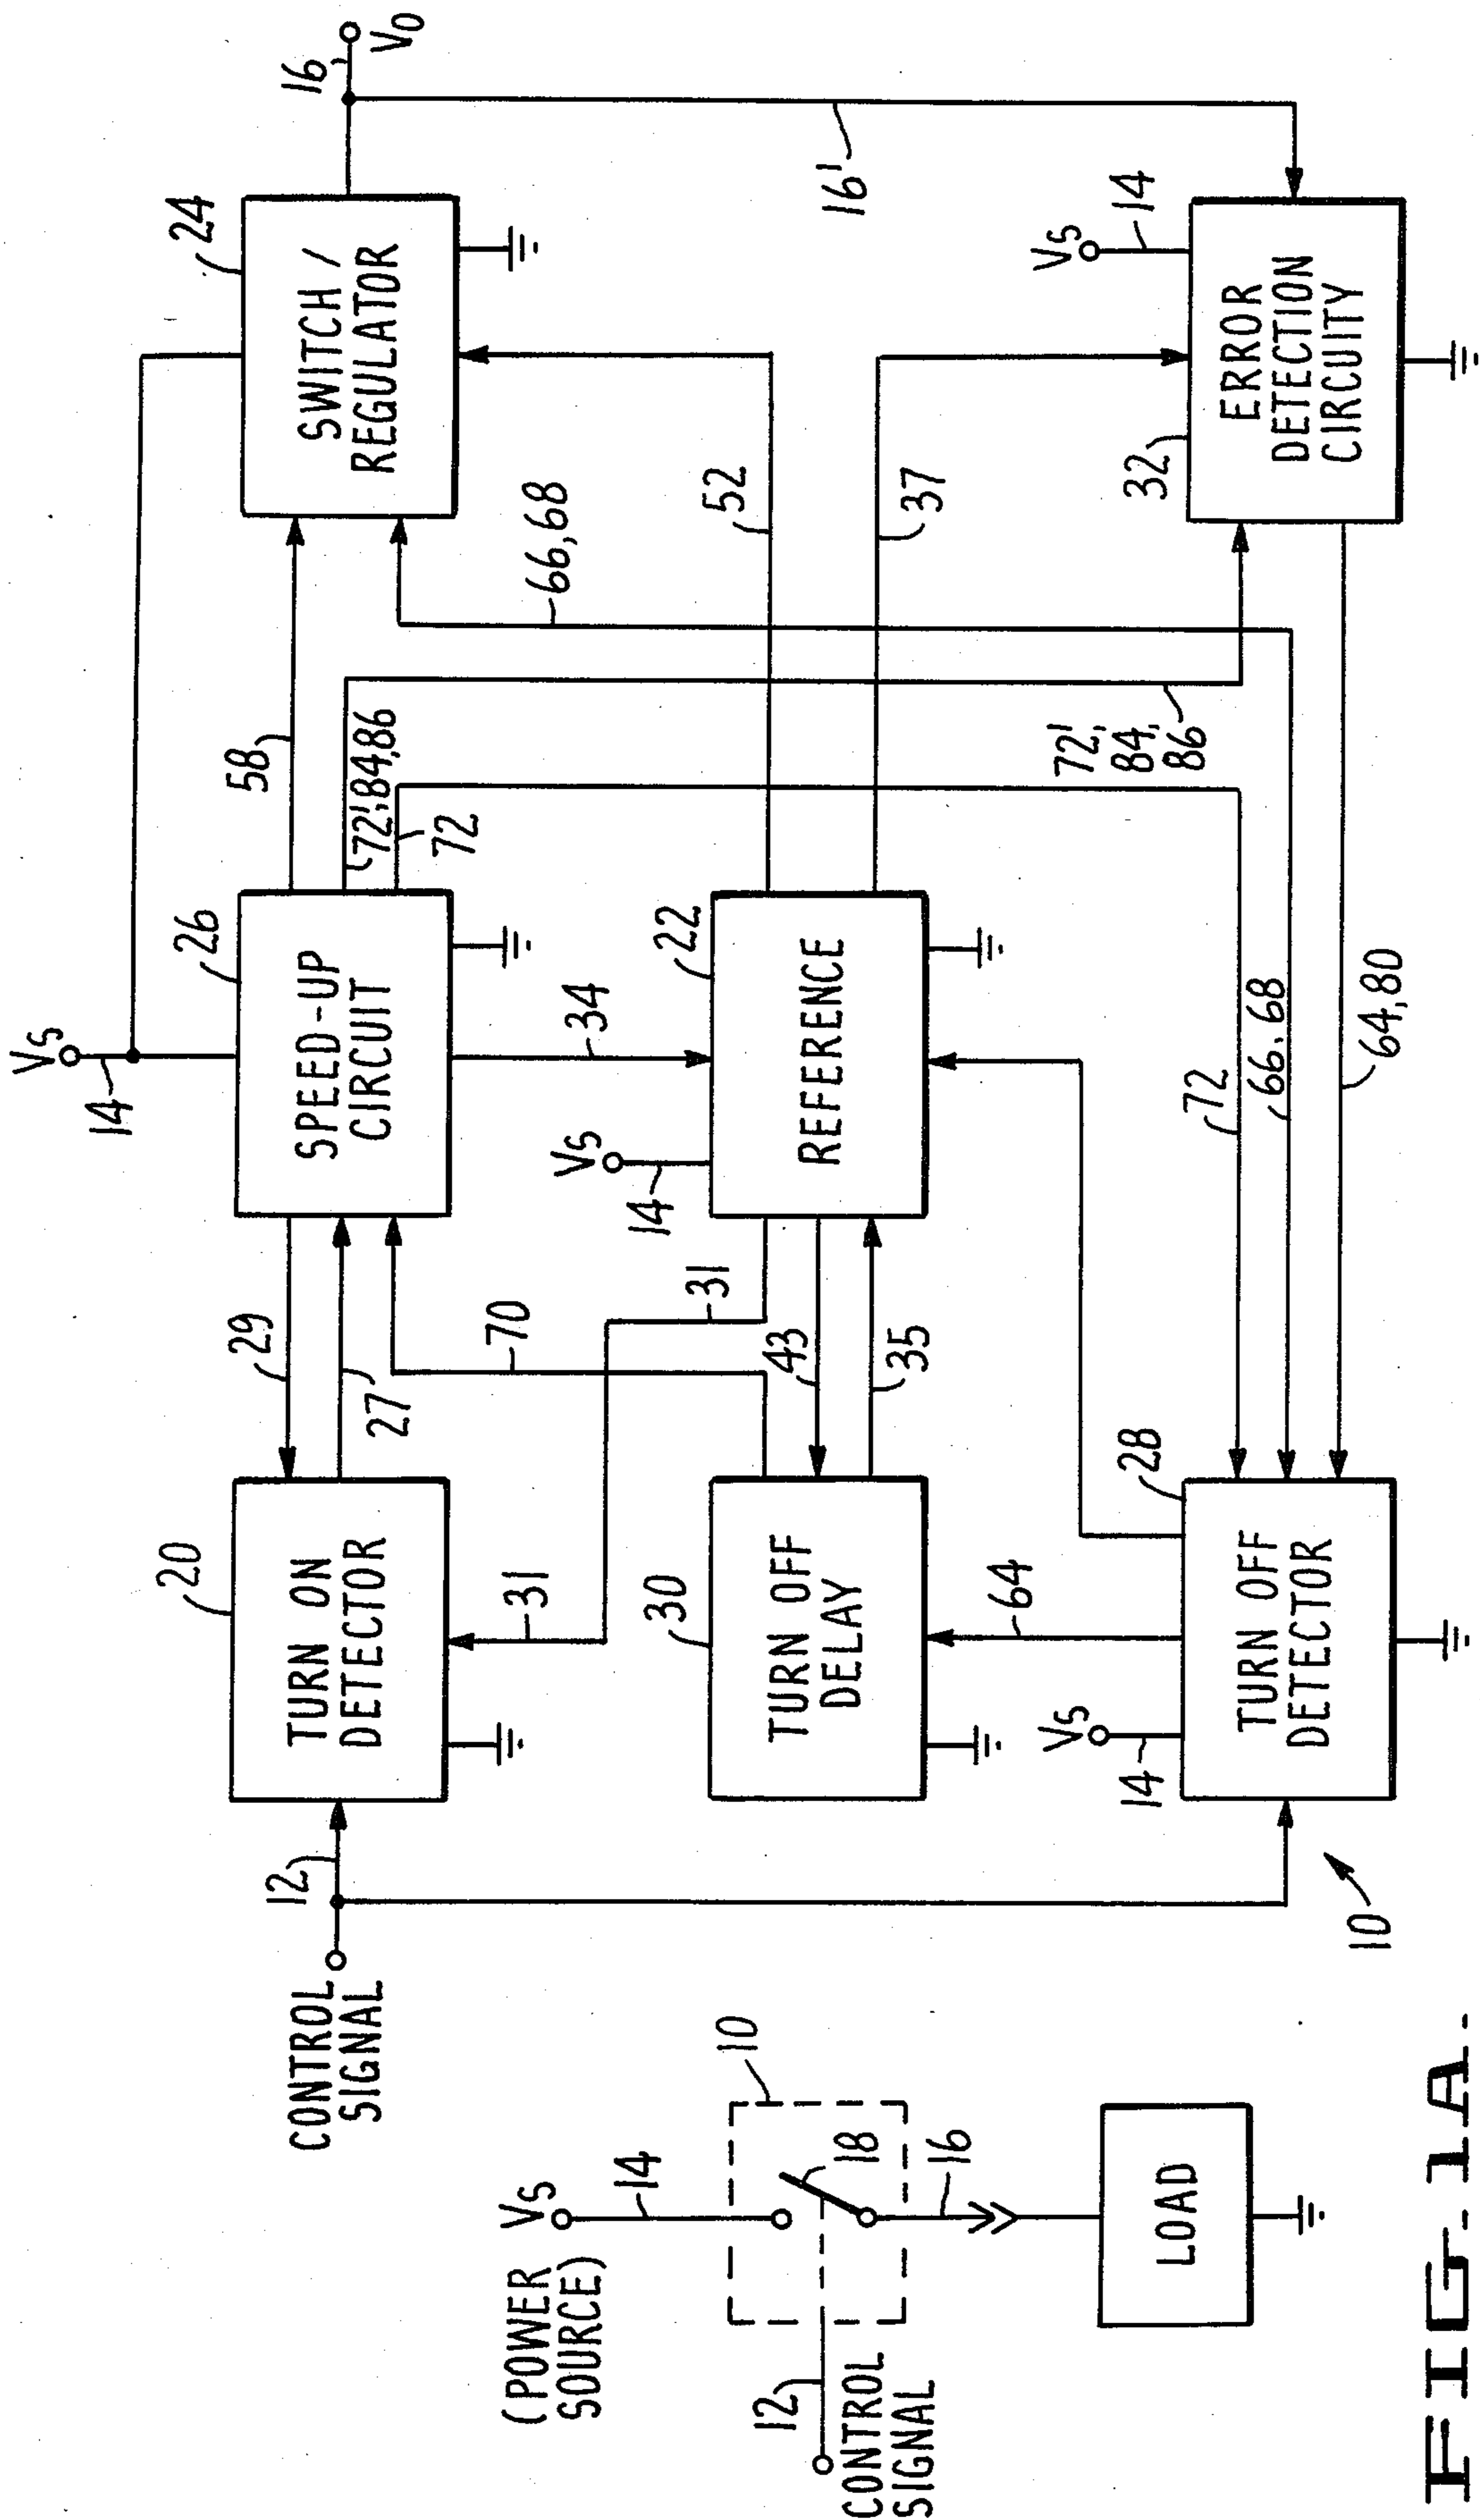 CONTROL
SIGNAL
12
20
TURN ON
DETECTOR
29
27
70
31
31
VS
14
26
SPEED-UP
CIRCUIT
34
58
72',84,86
72
24
SWITCH /
REGULATOR
16
VO
66,68
30
TURN OFF
DELAY
43
35
64
VS
14
22
REFERENCE
52
37
16'
72',
84,
86
VS
14
28
TURN OFF
DETECTOR
72
66,68
64,80
32
VS
14
ERROR
DETECTION
CIRCUITY
10
(POWER
SOURCE)
VS
14
10
18
12
CONTROL
SIGNAL
16
LOAD
FIG.1A.